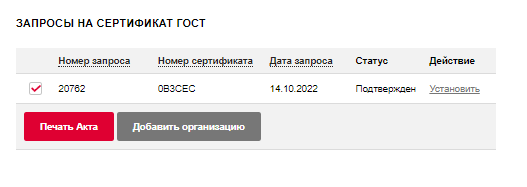 ЗАПРОСЫ НА СЕРТИФИКАТ ГОСТ
Номер запроса Номер сертификата Дата запроса Статус Действие
20762 0B3CEC 14.10.2022 Подтвержден Установить
Печать Акта Добавить организацию